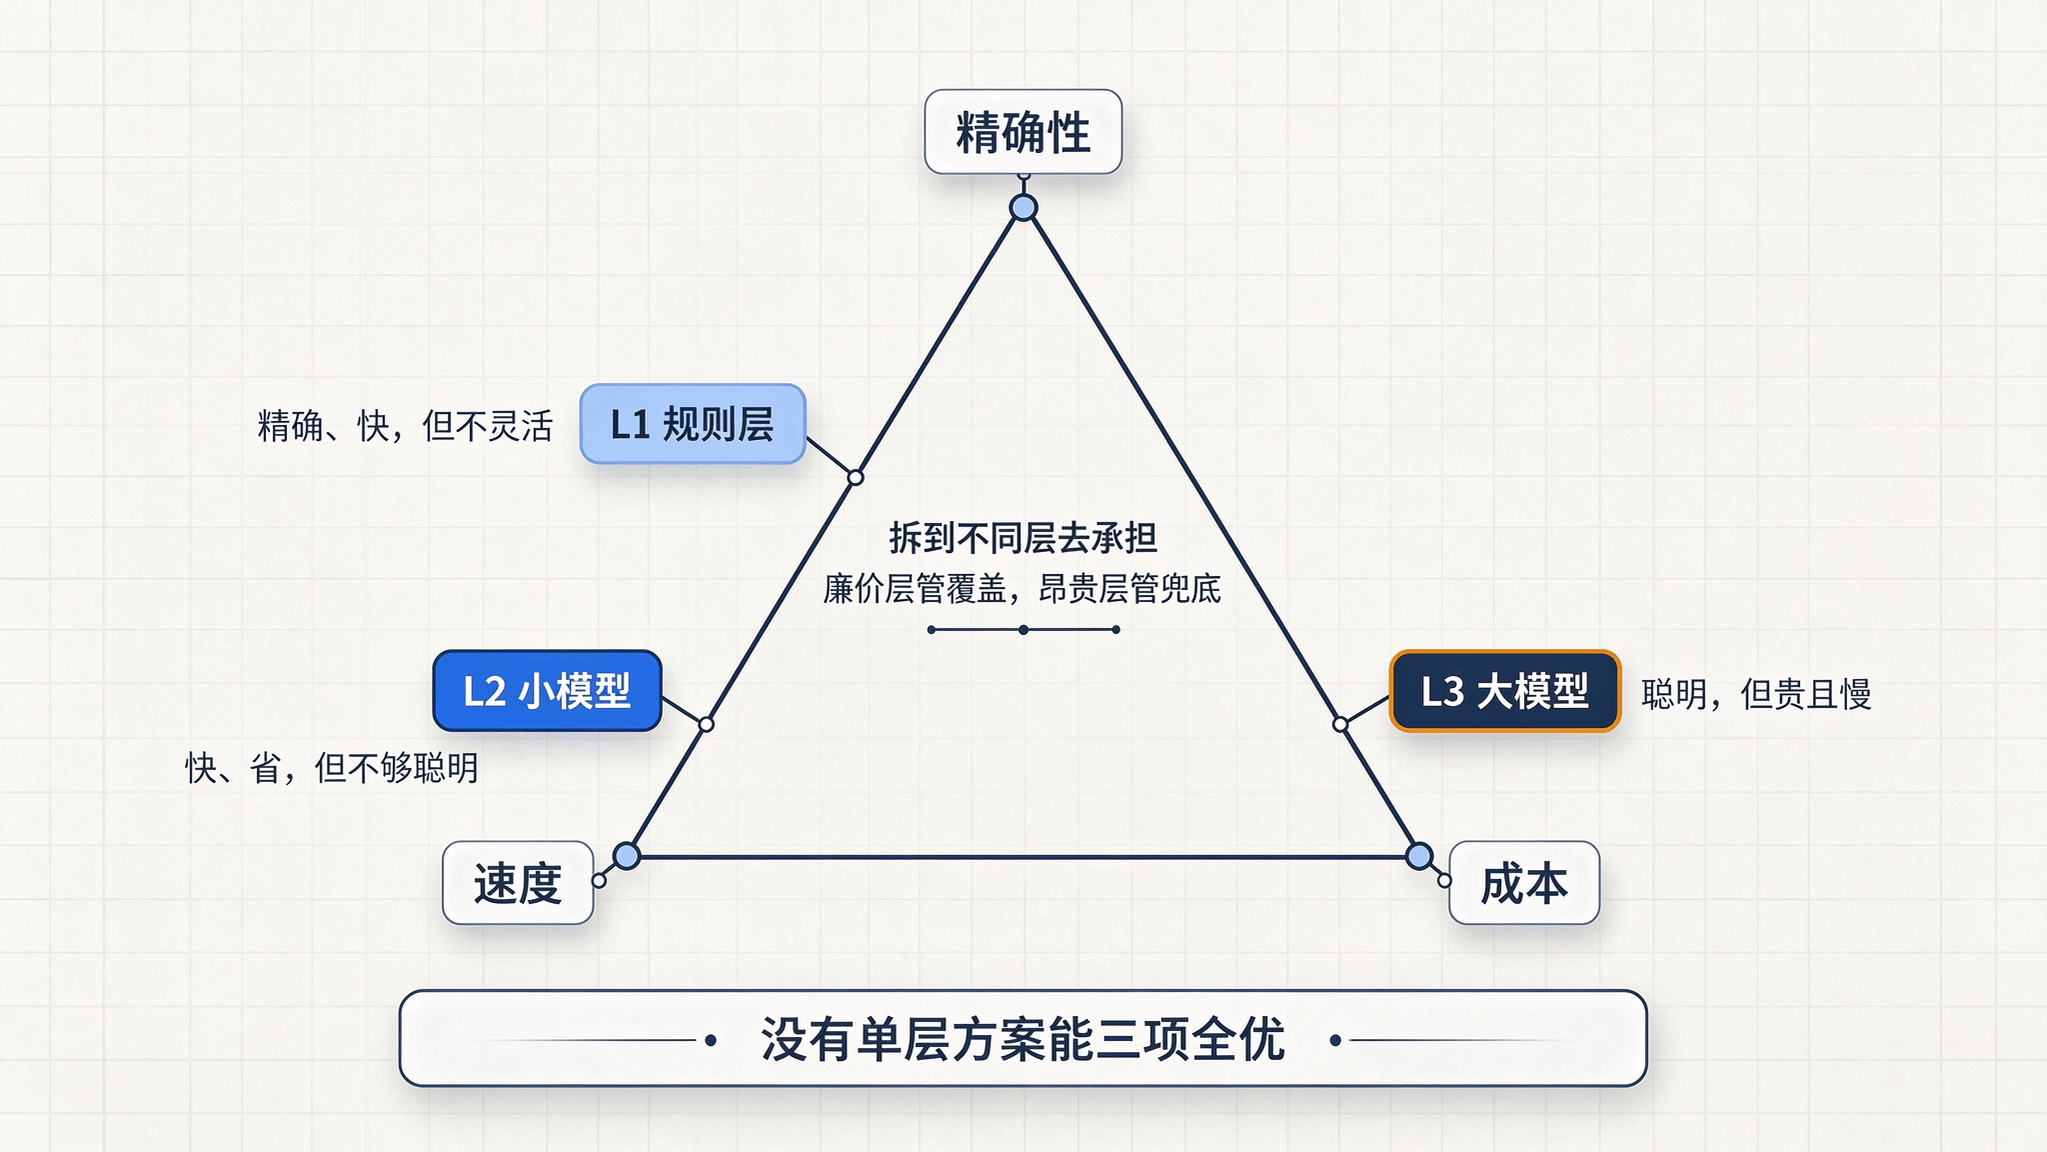 精确性
L1 规则层
精确、快，但不灵活
拆到不同层去承担
廉价层管覆盖，昂贵层管兜底
L2 小模型
快、省，但不够聪明
L3 大模型
聪明，但贵且慢
速度
成本
没有单层方案能三项全优